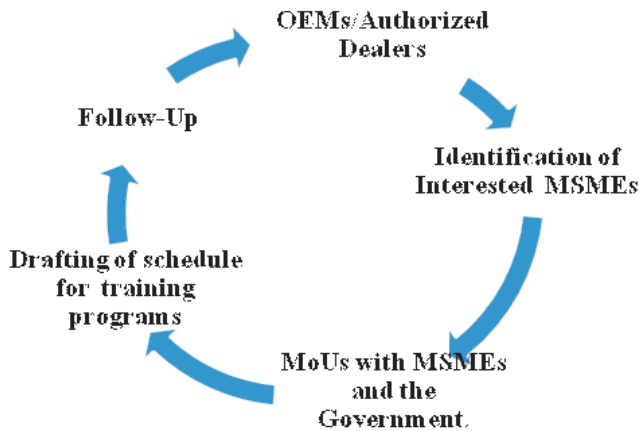 OEMs/Authorized
Dealers
Identification of
Interested MSMEs
MoUs with MSMEs
and the
Government.
Drafting of schedule
for training
programs
Follow-Up